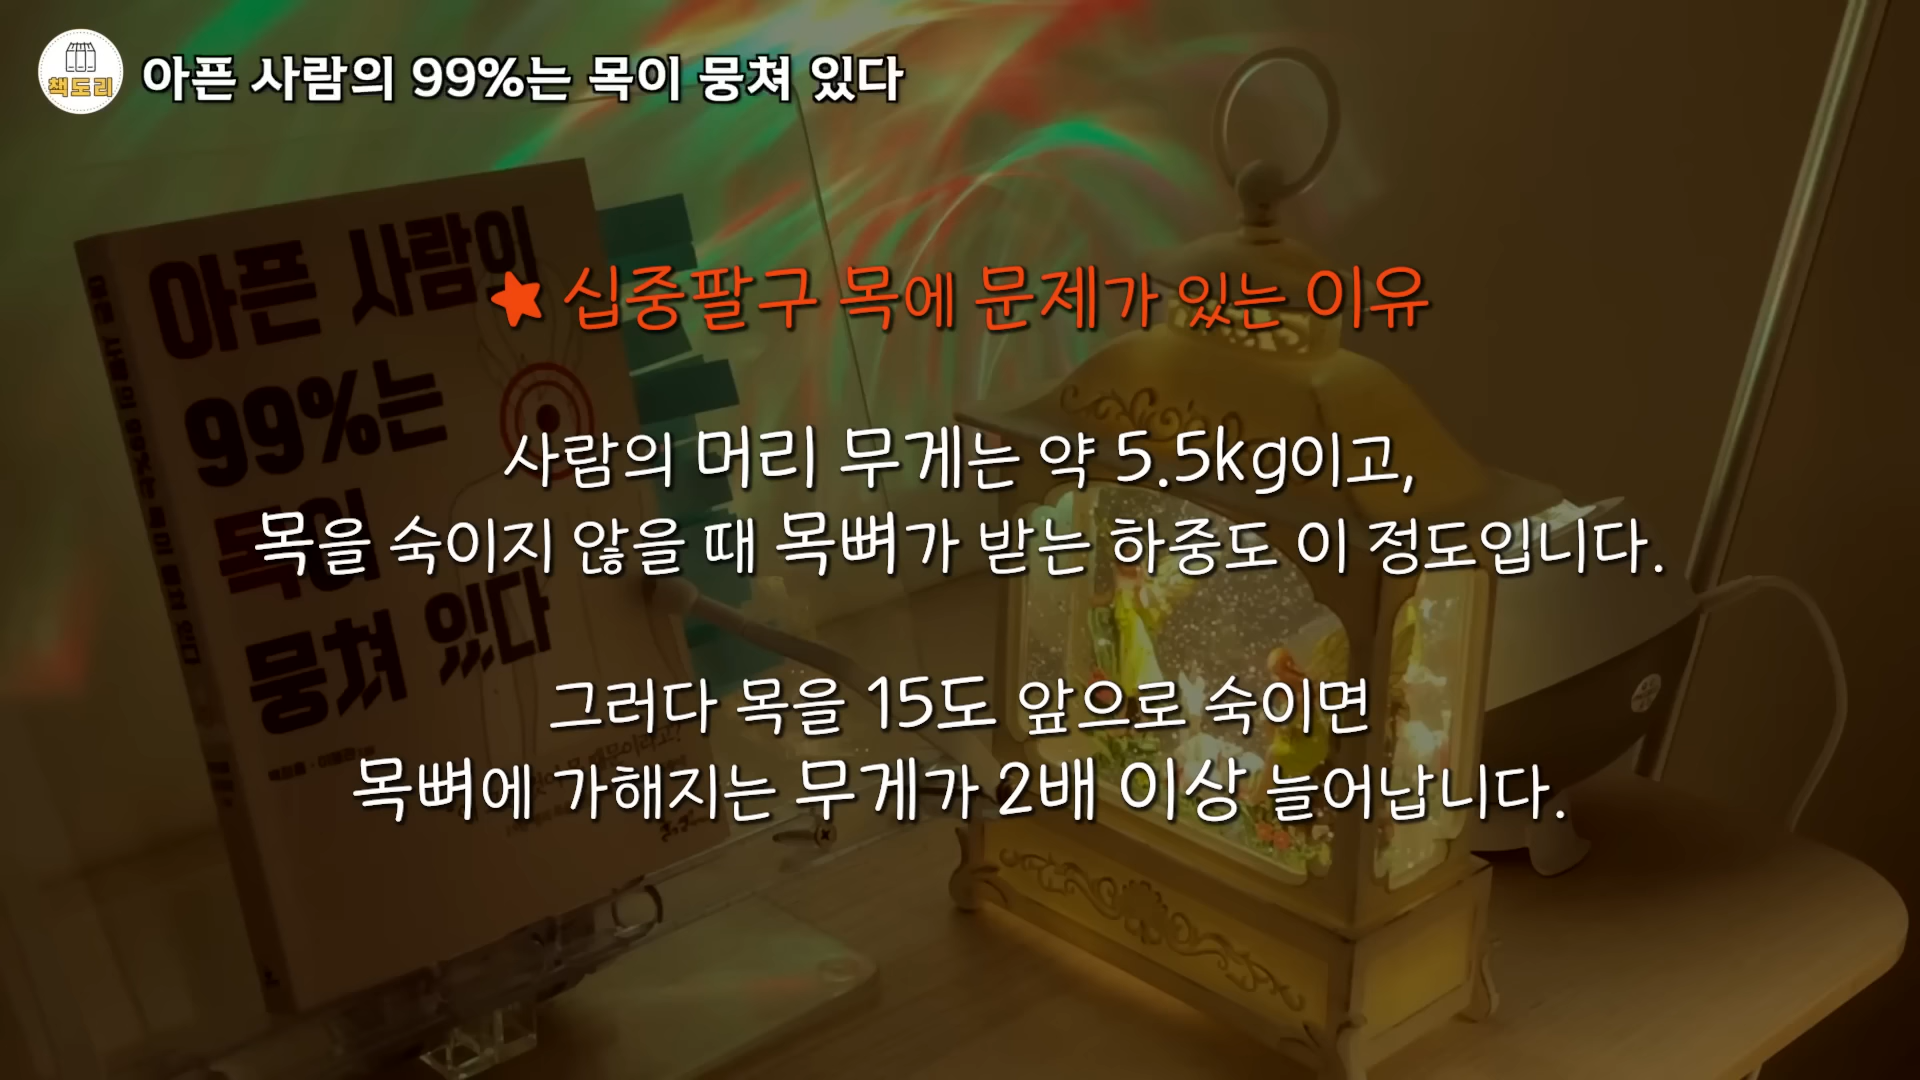 책도리
아픈 사람의 99%는 목이 뭉쳐 있다
아픈 사람의
99%는
목이
뭉쳐 있다
★ 십중팔구 목에 문제가 있는 이유
사람의 머리 무게는 약 5.5kg이고,
목을 숙이지 않을 때 목뼈가 받는 하중도 이 정도입니다.
그러다 목을 15도 앞으로 숙이면
목뼈에 가해지는 무게가 2배 이상 늘어납니다.